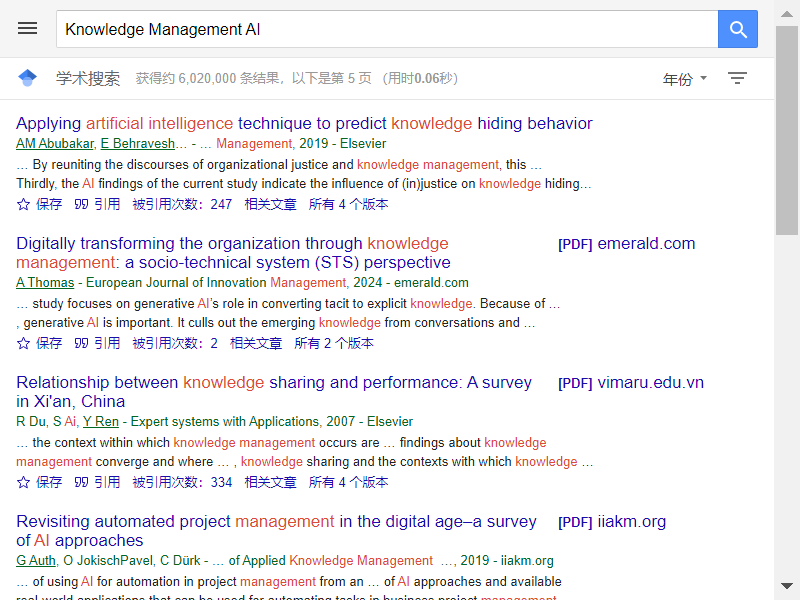 Knowledge Management AI
学术搜索 获得约 6,020,000 条结果，以下是第 5 页 （用时0.06秒） 年份
Applying artificial intelligence technique to predict knowledge hiding behavior
AM Abubakar, E Behravesh… - … Management, 2019 - Elsevier
… By reuniting the discourses of organizational justice and knowledge management, this …
Thirdly, the AI findings of the current study indicate the influence of (in)justice on knowledge hiding…
保存 引用 被引用次数：247 相关文章 所有 4 个版本
Digitally transforming the organization through knowledge [PDF] emerald.com
management: a socio-technical system (STS) perspective
A Thomas - European Journal of Innovation Management, 2024 - emerald.com
… study focuses on generative AI's role in converting tacit to explicit knowledge. Because of …
, generative AI is important. It culls out the emerging knowledge from conversations and …
保存 引用 被引用次数：2 相关文章 所有 2 个版本
Relationship between knowledge sharing and performance: A survey [PDF] vimaru.edu.vn
in Xi'an, China
R Du, S Ai, Y Ren - Expert systems with Applications, 2007 - Elsevier
… the context within which knowledge management occurs are … findings about knowledge
management converge and where … , knowledge sharing and the contexts with which knowledge …
保存 引用 被引用次数：334 相关文章 所有 4 个版本
Revisiting automated project management in the digital age–a survey [PDF] iiakm.org
of AI approaches
G Auth, O JokischPavel, C Dürk - … of Applied Knowledge Management …, 2019 - iiakm.org
… of using AI for automation in project management from an … of AI approaches and available
real-world applications that can be used for automating tasks in business project management